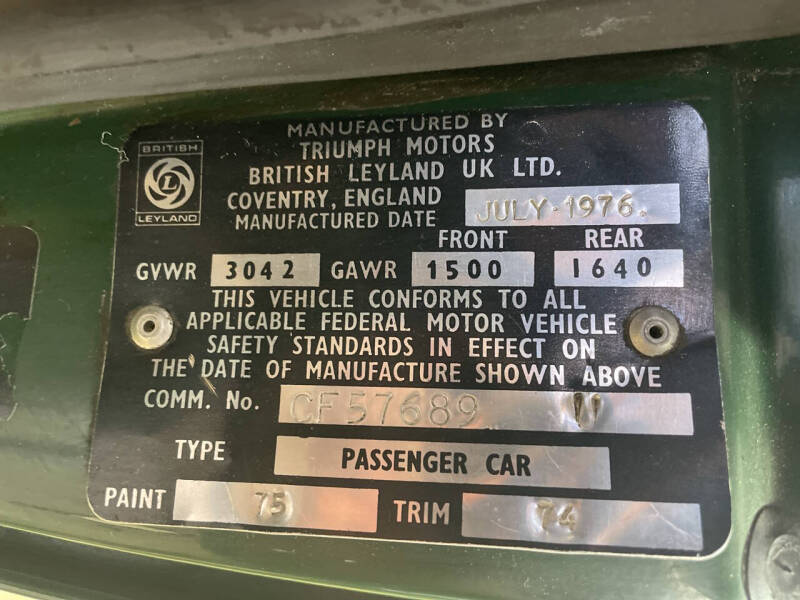 MANUFACTURED BY
TRIUMPH MOTORS
BRITISH LEYLAND UK LTD.
COVENTRY, ENGLAND
MANUFACTURED DATE JULY-1976.
BRITISH
L
LEYLAND
FRONT REAR
GVWR 3042 GAWR 1500 1640
THIS VEHICLE CONFORMS TO ALL
APPLICABLE FEDERAL MOTOR VEHICLE
SAFETY STANDARDS IN EFFECT ON
THE DATE OF MANUFACTURE SHOWN ABOVE
COMM. No. CF57689 U
TYPE PASSENGER CAR
PAINT 75 TRIM 74